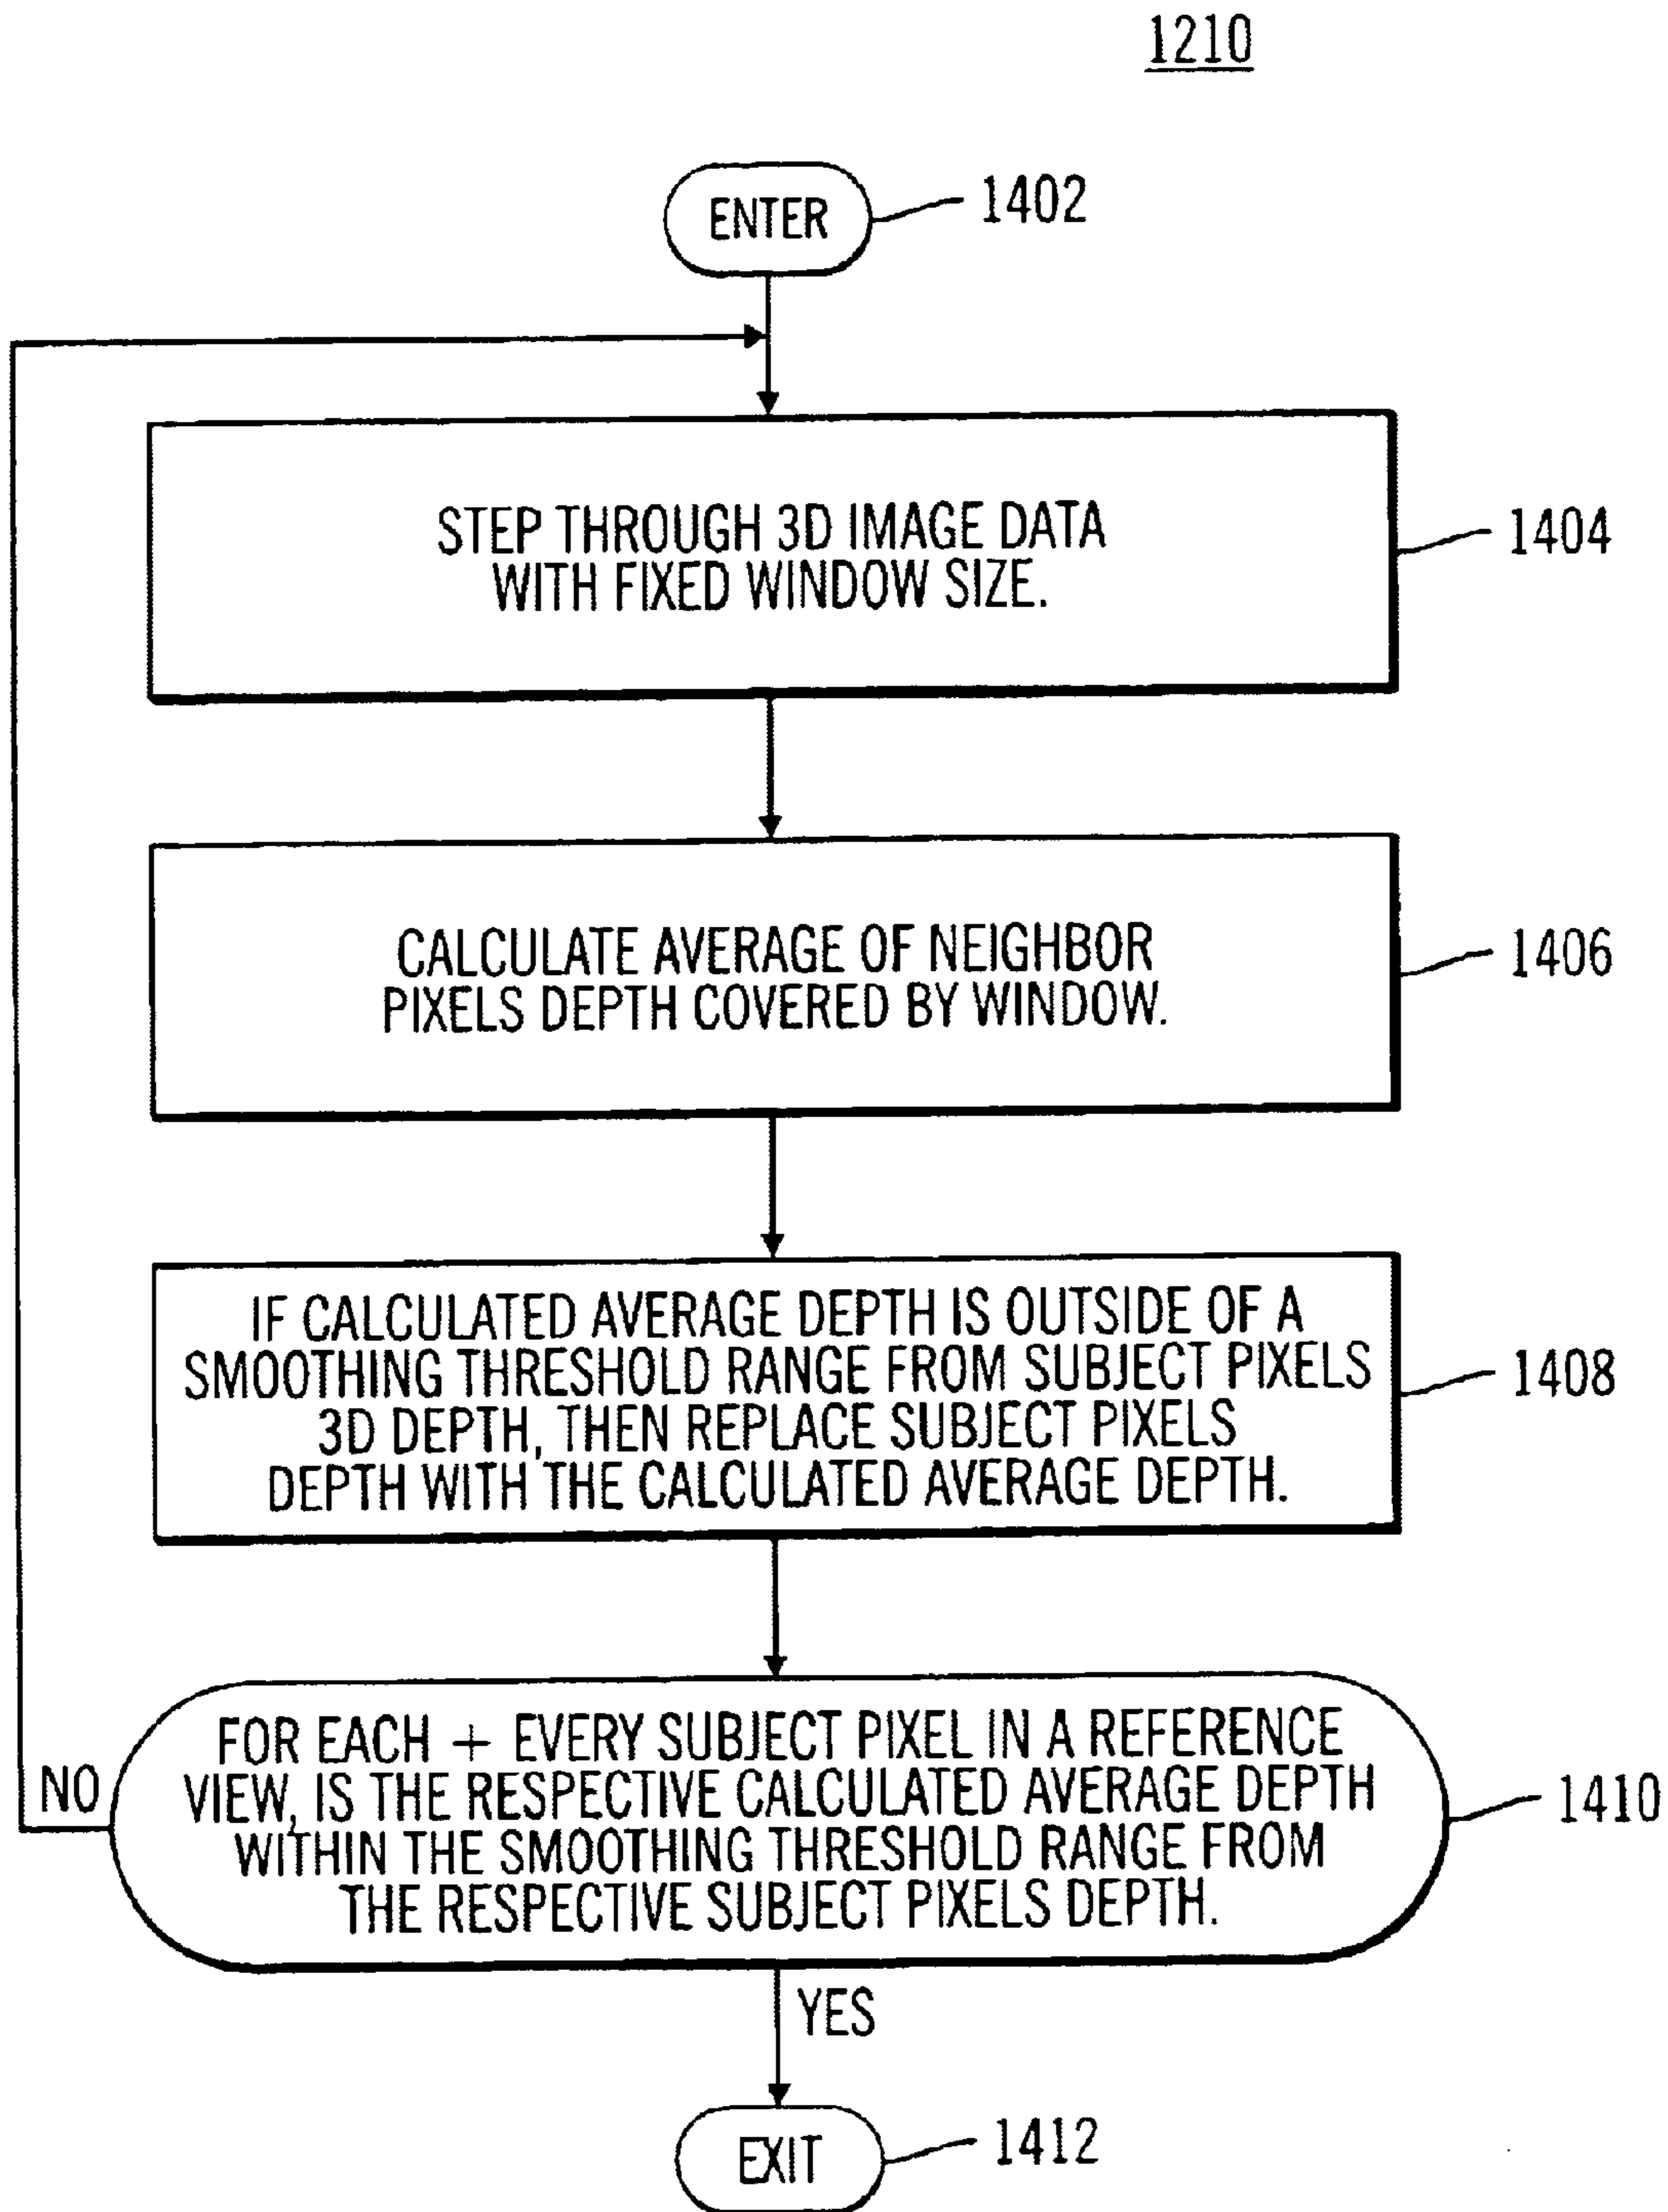 1210
ENTER
1402
STEP THROUGH 3D IMAGE DATA
WITH FIXED WINDOW SIZE.
1404
CALCULATE AVERAGE OF NEIGHBOR
PIXELS DEPTH COVERED BY WINDOW.
1406
IF CALCULATED AVERAGE DEPTH IS OUTSIDE OF A
SMOOTHING THRESHOLD RANGE FROM SUBJECT PIXELS
3D DEPTH, THEN REPLACE SUBJECT PIXELS
DEPTH WITH THE CALCULATED AVERAGE DEPTH.
1408
FOR EACH + EVERY SUBJECT PIXEL IN A REFERENCE
VIEW, IS THE RESPECTIVE CALCULATED AVERAGE DEPTH
WITHIN THE SMOOTHING THRESHOLD RANGE FROM
THE RESPECTIVE SUBJECT PIXELS DEPTH.
NO
1410
YES
EXIT
1412